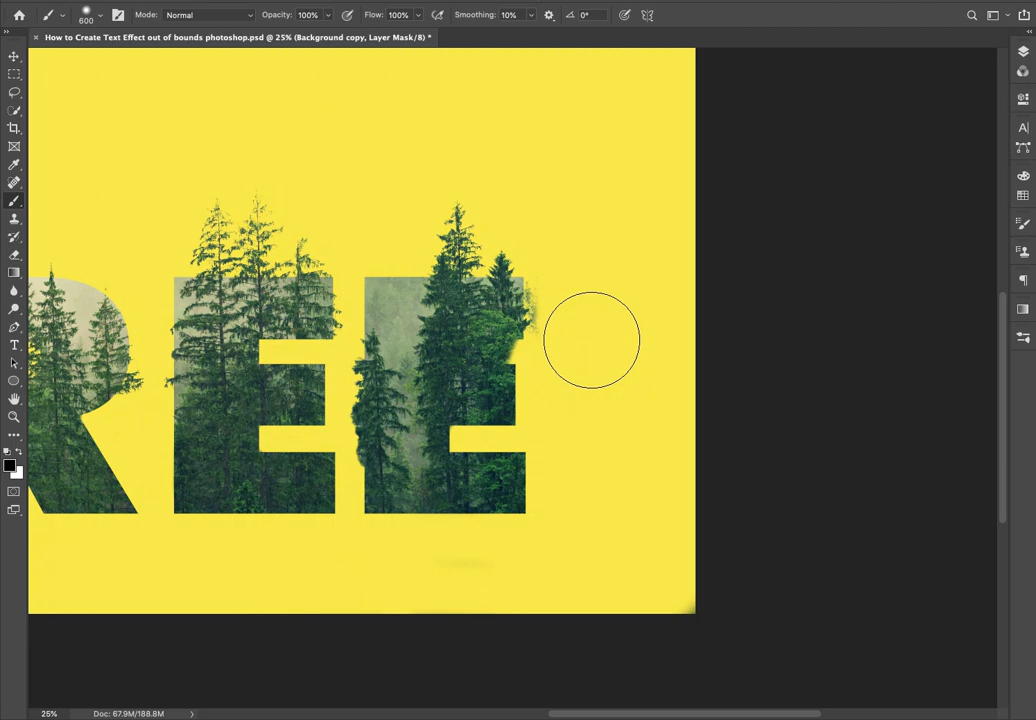 600 Mode: Normal Opacity: 100% Flow: 100% Smoothing: 10% 0°
× How to Create Text Effect out of bounds photoshop.psd @ 25% (Background copy, Layer Mask/8) *
REE
25% Doc: 67.9M/188.8M